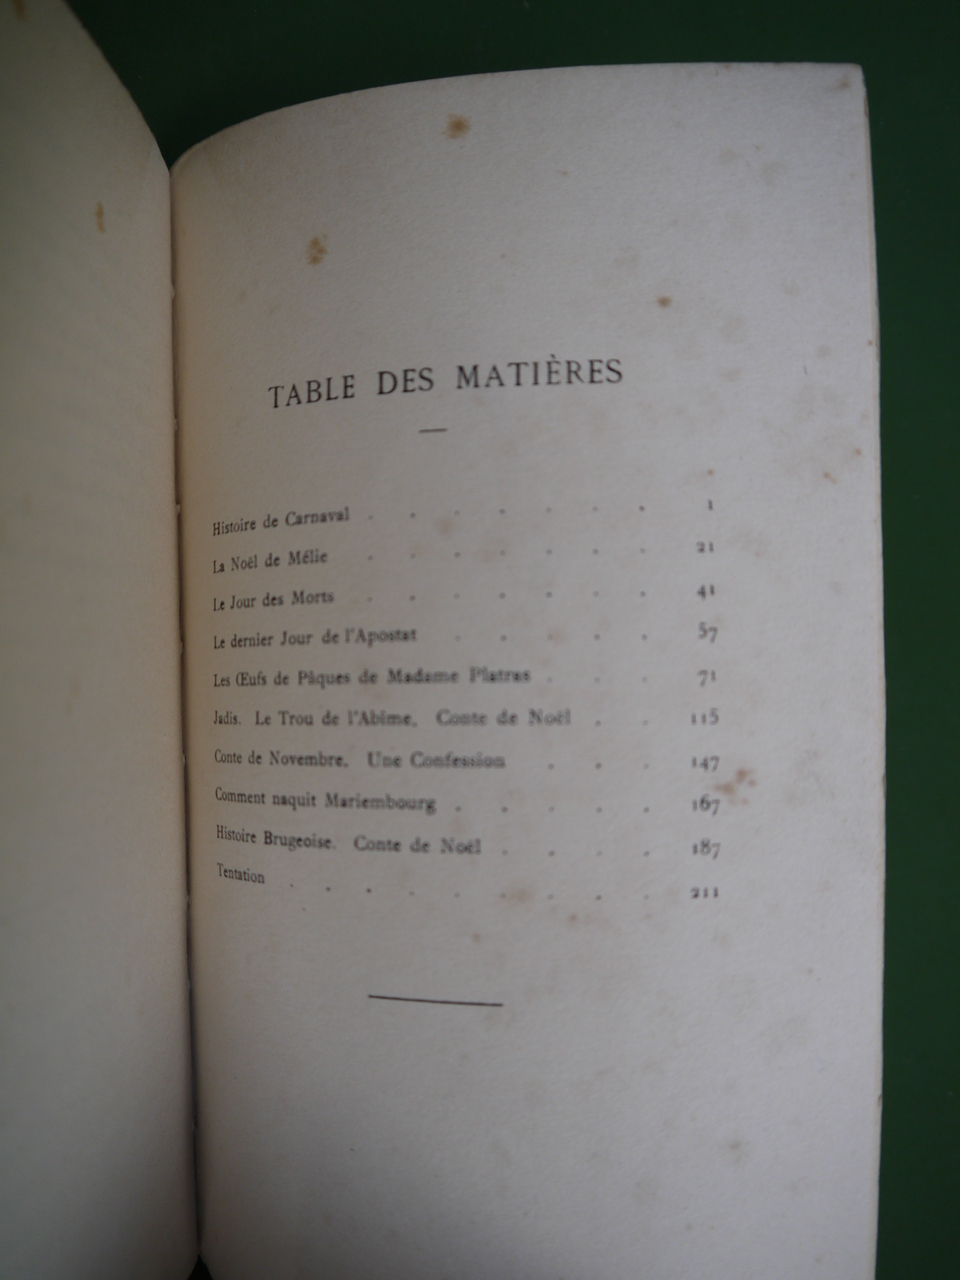 TABLE DES MATIÈRES
Histoire de Carnaval . . . . . . . 1
La Noël de Mélie . . . . . . . 21
Le Jour des Morts . . . . . . . 41
Le dernier Jour de l'Apostat . . . . . 57
Les Œufs de Pâques de Madame Platras . . . 71
Jadis. Le Trou de l'Abîme. Conte de Noël . . 115
Conte de Novembre. Une Confession . . . 147
Comment naquit Mariembourg . . . . . 167
Histoire Brugeoise. Conte de Noël . . . . 187
Tentation . . . . . . . . . 211